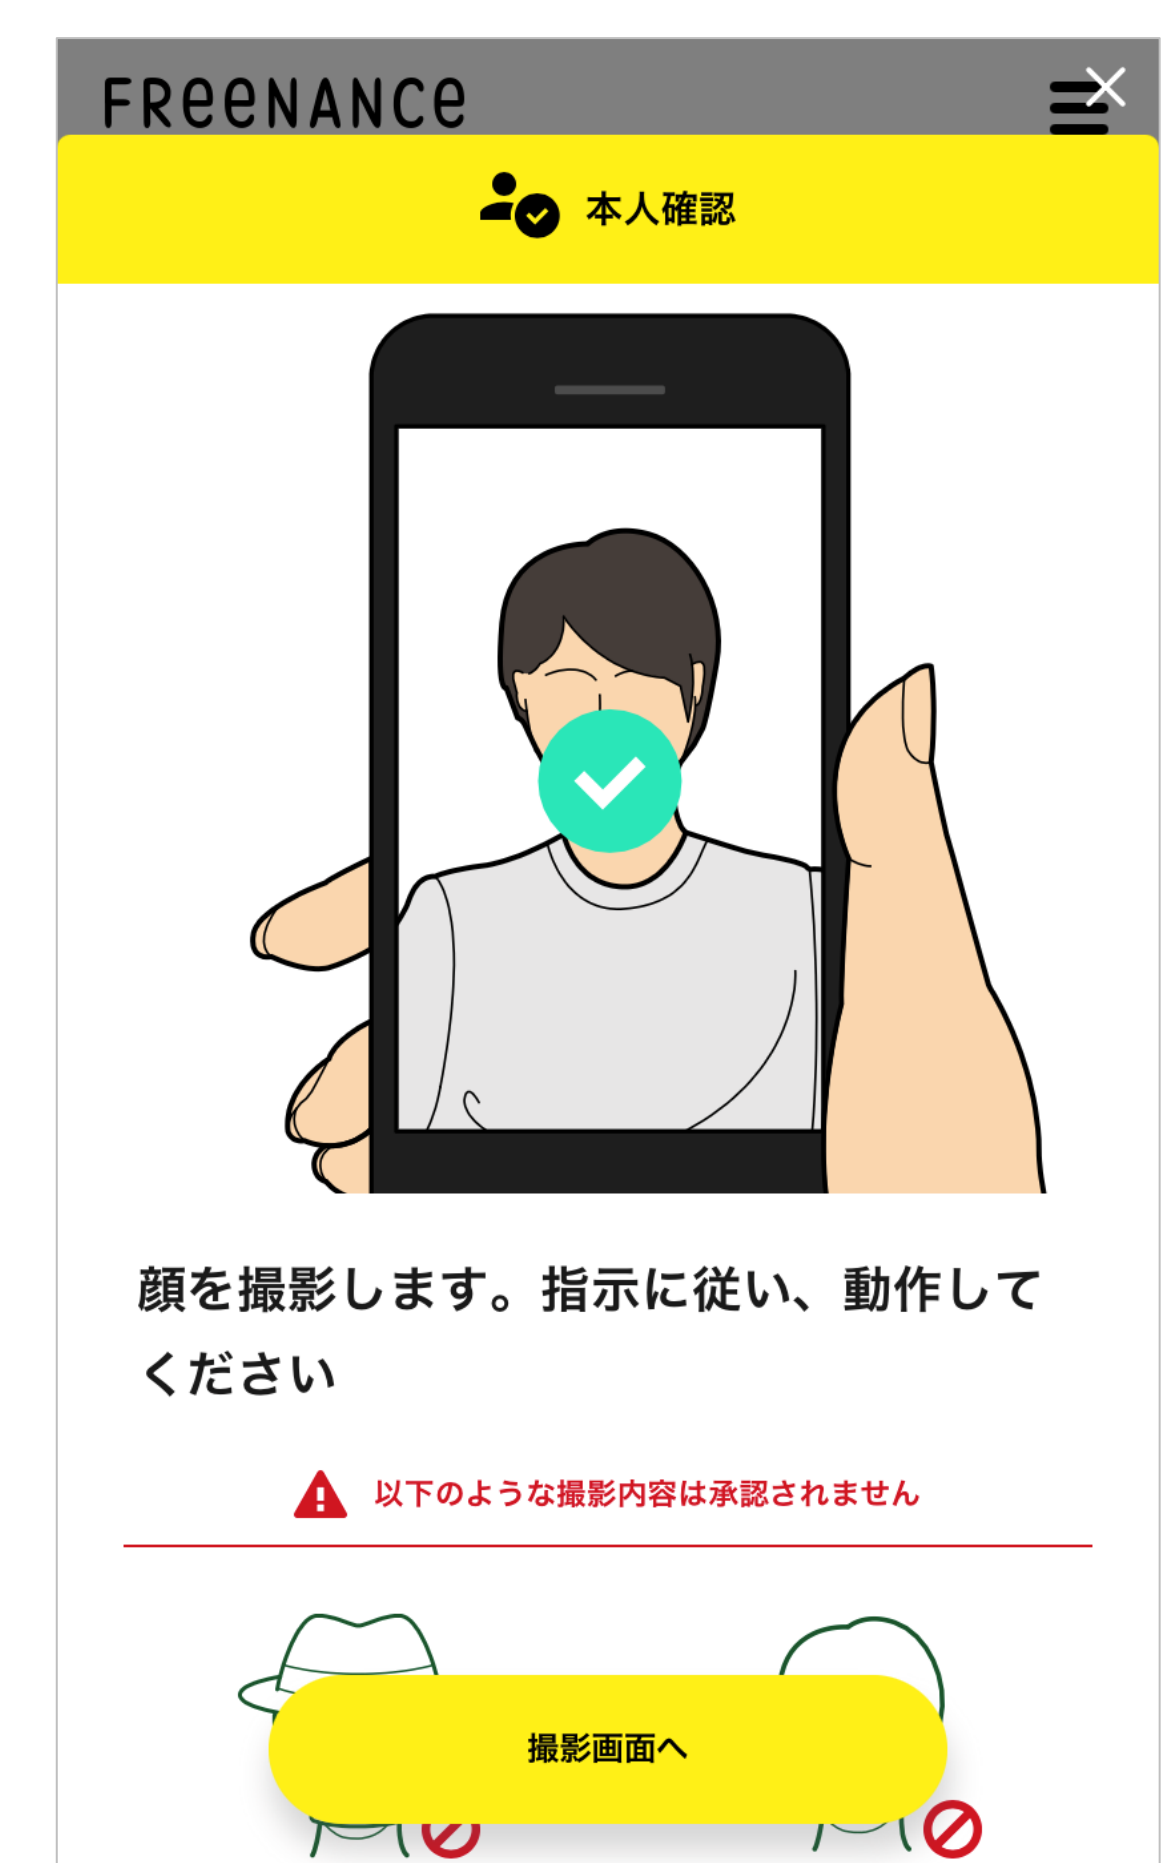 FReeNANCe
本人確認
顔を撮影します。指示に従い、動作して
ください
以下のような撮影内容は承認されません
撮影画面へ